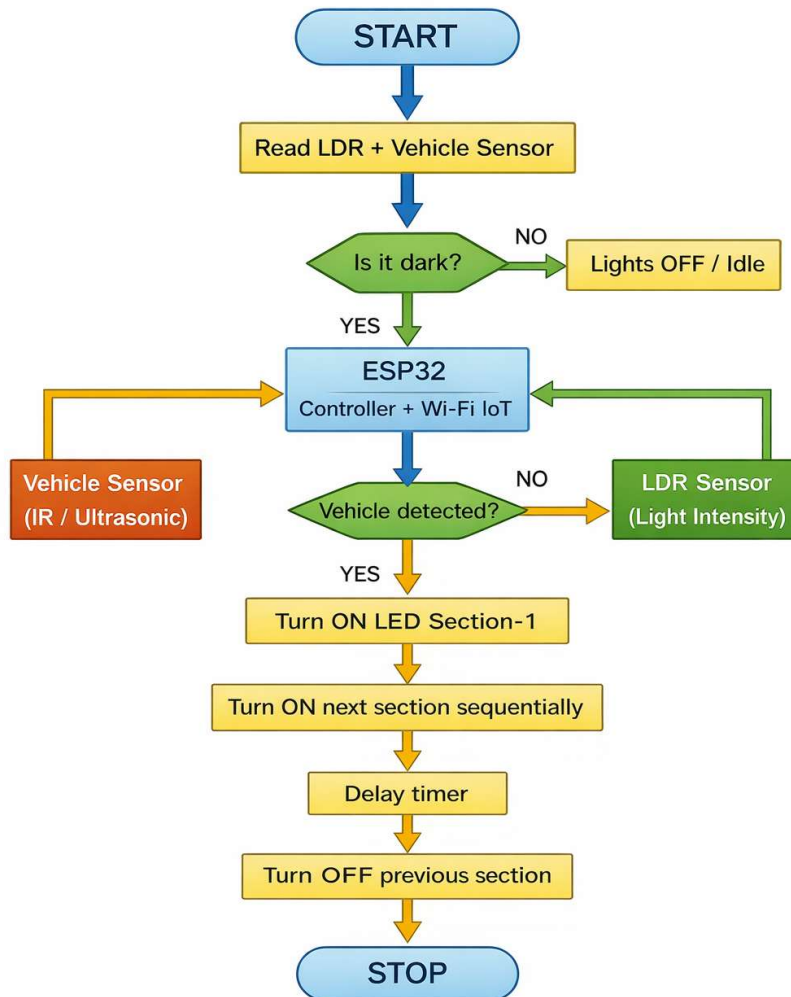 START
Read LDR + Vehicle Sensor
Is it dark?
NO
Lights OFF / Idle
YES
ESP32
Controller + Wi-Fi IoT
Vehicle Sensor
(IR / Ultrasonic)
Vehicle detected?
NO
LDR Sensor
(Light Intensity)
YES
Turn ON LED Section-1
Turn ON next section sequentially
Delay timer
Turn OFF previous section
STOP